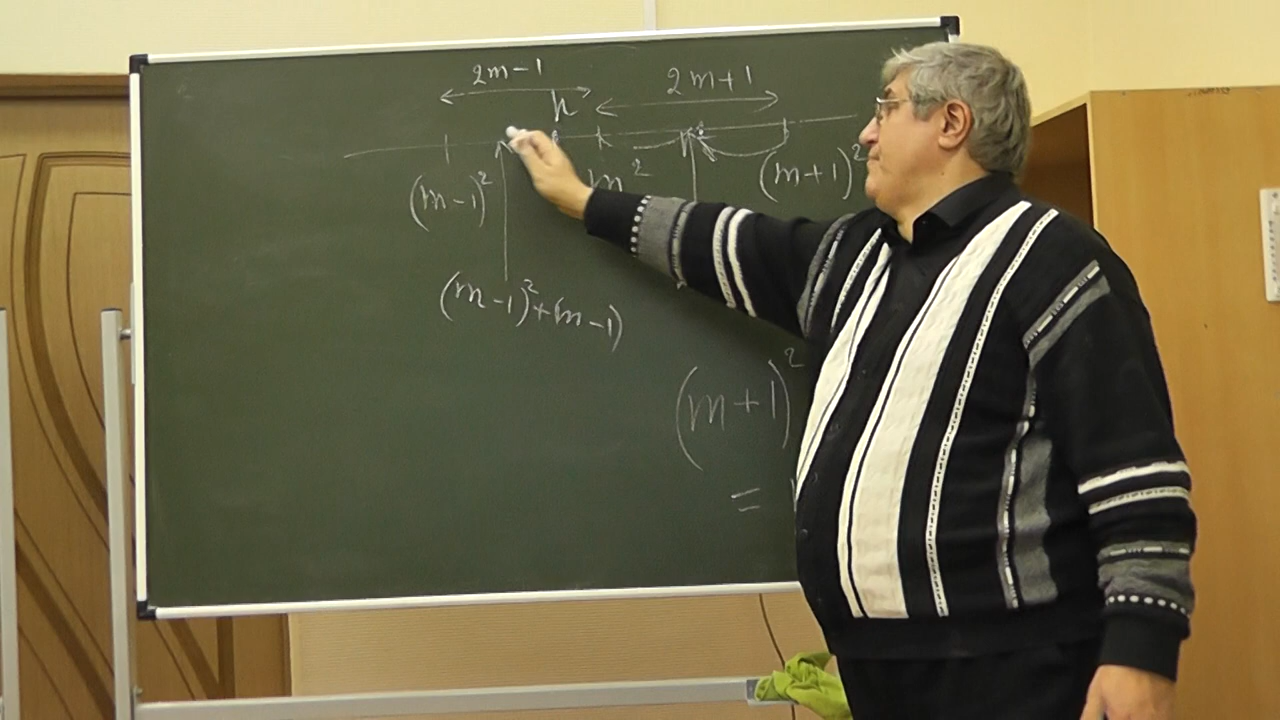 2m-1 2m+1
n
(m-1)² m² (m+1)²
(m-1)²+(m-1)
(m+1)²
=